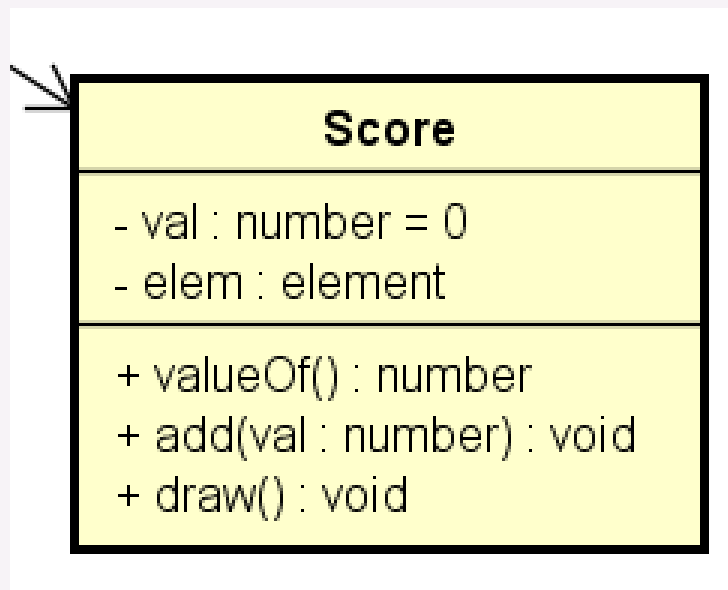 Score
- val : number = 0
- elem : element
+ valueOf() : number
+ add(val : number) : void
+ draw() : void